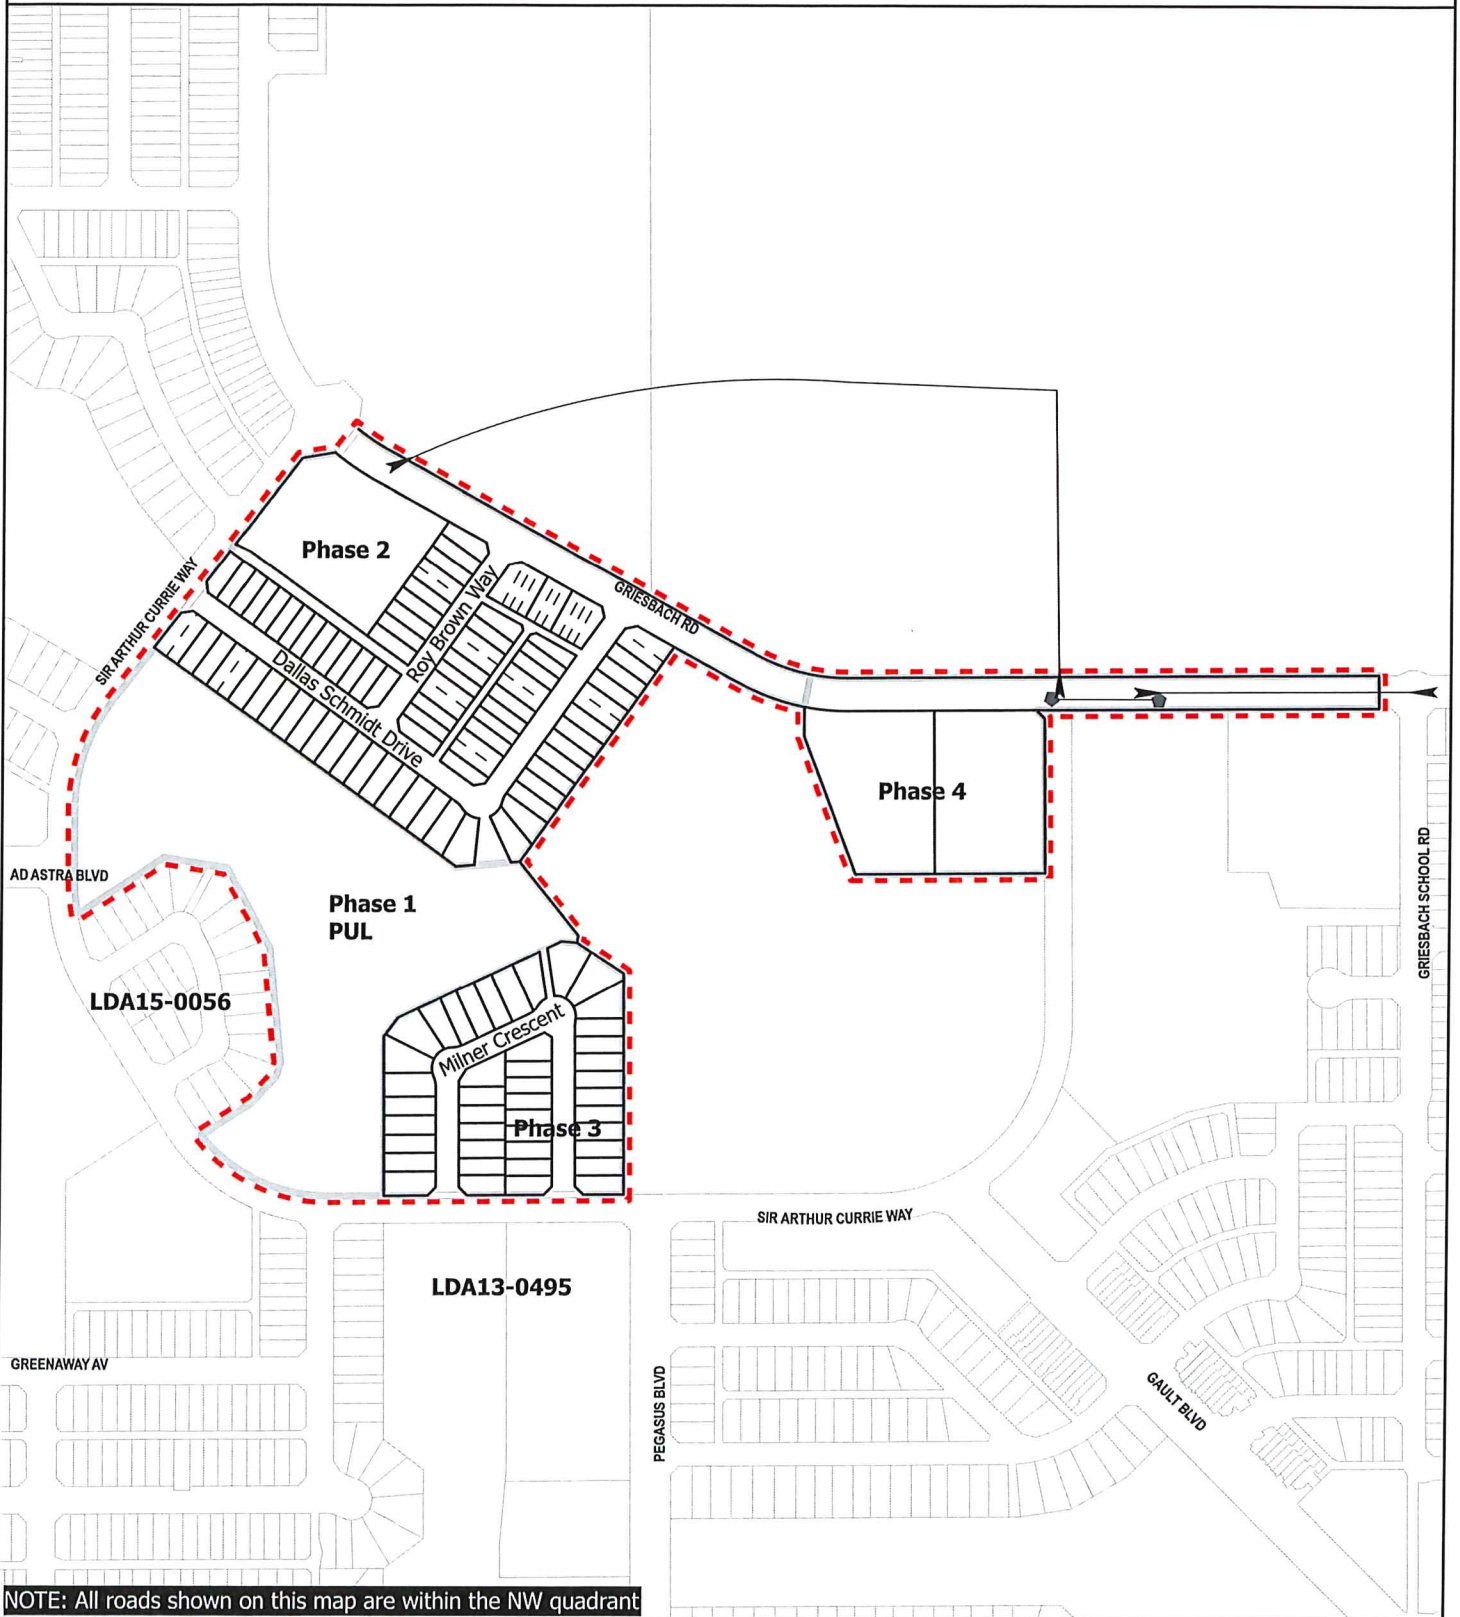 Phase 2
GRIESBACH RD
Roy Brown Way
SIR ARTHUR CURRIE WAY
Dallas Schmidt Drive
Phase 4
AD ASTRA BLVD
Phase 1
PUL
GRIESBACH SCHOOL RD
LDA15-0056
Milner Crescent
Phase 3
SIR ARTHUR CURRIE WAY
LDA13-0495
GREENAWAY AV
PEGASUS BLVD
GAULT BLVD
NOTE: All roads shown on this map are within the NW quadrant